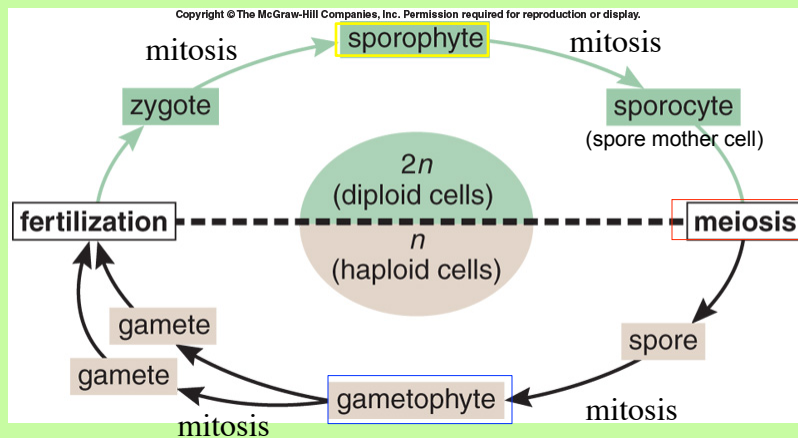 Copyright © The McGraw-Hill Companies, Inc. Permission required for reproduction or display.
mitosis
sporophyte
mitosis
zygote
sporocyte
(spore mother cell)
2n
(diploid cells)
fertilization
meiosis
n
(haploid cells)
gamete
spore
gamete
gametophyte
mitosis
mitosis